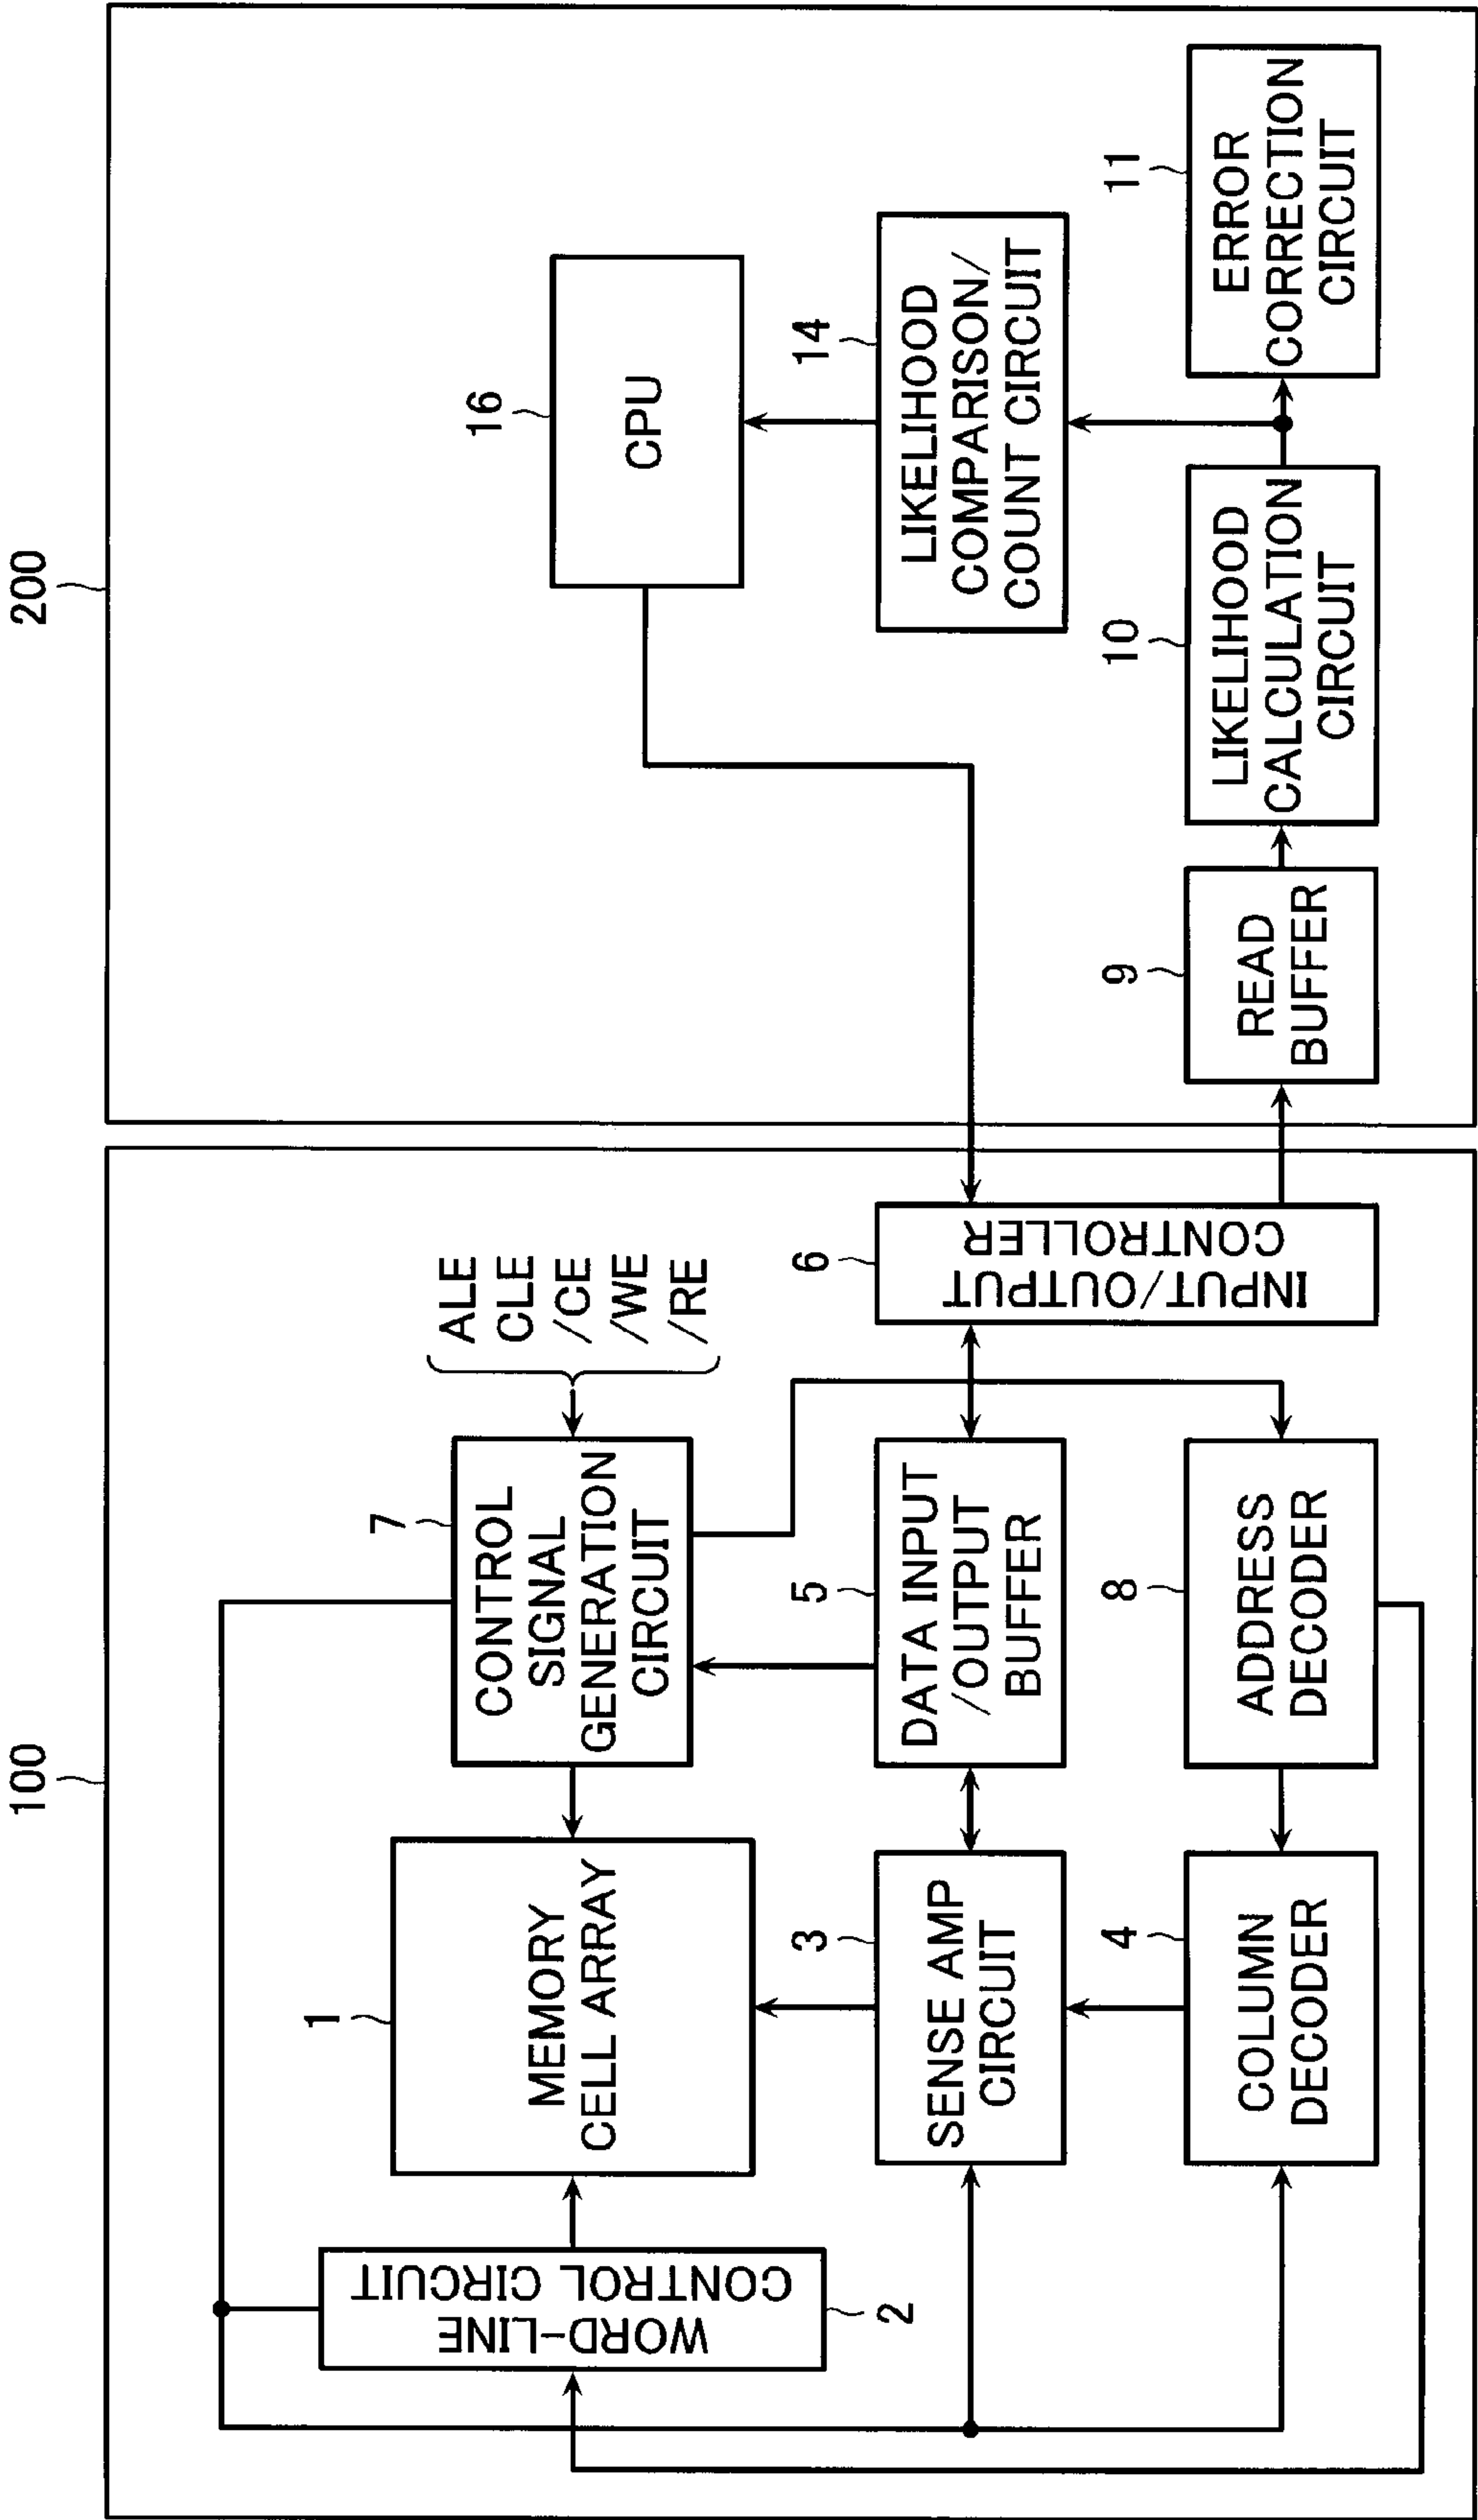 100
200
7
CONTROL
SIGNAL
GENERATION
CIRCUIT
ALE
CLE
/CE
/WE
/RE
1
MEMORY
CELL ARRAY
WORD-LINE
CONTROL CIRCUIT
2
3
SENSE AMP
CIRCUIT
5
DATA INPUT
/OUTPUT
BUFFER
6
INPUT/OUTPUT
CONTROLLER
4
COLUMN
DECODER
8
ADDRESS
DECODER
16
CPU
14
LIKELIHOOD
COMPARISON/
COUNT CIRCUIT
9
READ
BUFFER
10
LIKELIHOOD
CALCULATION
CIRCUIT
11
ERROR
CORRECTION
CIRCUIT